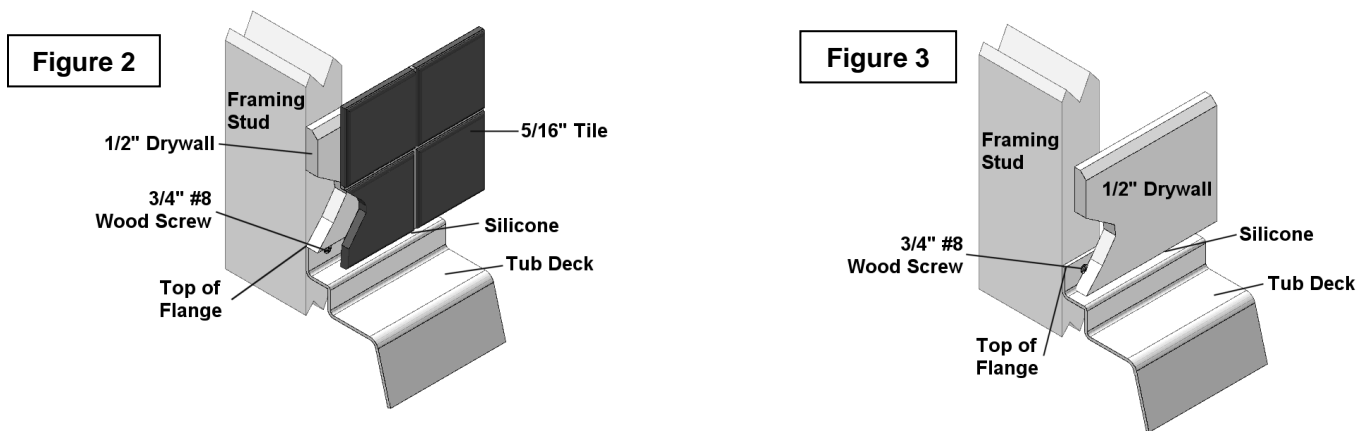 Figure 2
Framing
Stud
1/2" Drywall
5/16" Tile
3/4" #8
Wood Screw
Silicone
Tub Deck
Top of
Flange
Figure 3
Framing
Stud
1/2" Drywall
3/4" #8
Wood Screw
Silicone
Tub Deck
Top of
Flange